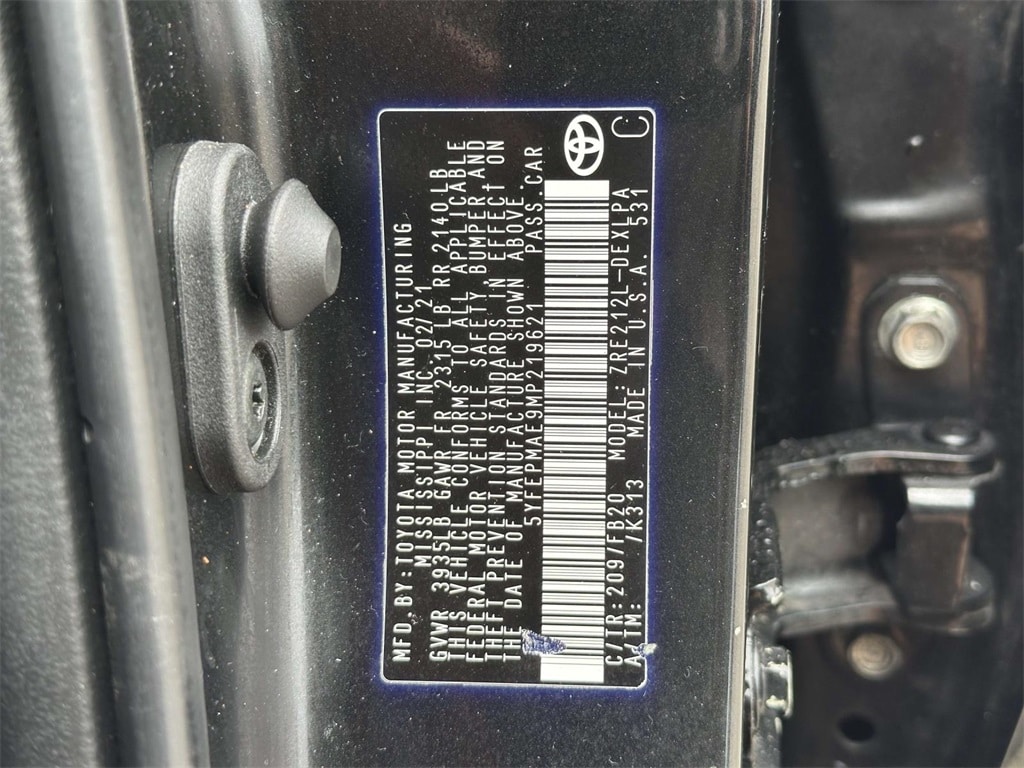 MFD.BY:TOYOTA MOTOR MANUFACTURING
MISSISSIPPI INC.02/21
GVWR 3935LB GAWR FR 2315 LB RR 2140LB
THIS VEHICLE CONFORMS TO ALL APPLICABLE
FEDERAL MOTOR VEHICLE SAFETY, BUMPER AND
THEFT PREVENTION STANDARDS IN EFFECT ON
THE DATE OF MANUFACTURE SHOWN ABOVE.
5YFEPMAE9MP219621 PASS.CAR
C/TR:209/FB20 MODEL:ZRE212L-DEXLPA
A/TM: /K313 MADE IN U.S.A. 531
C